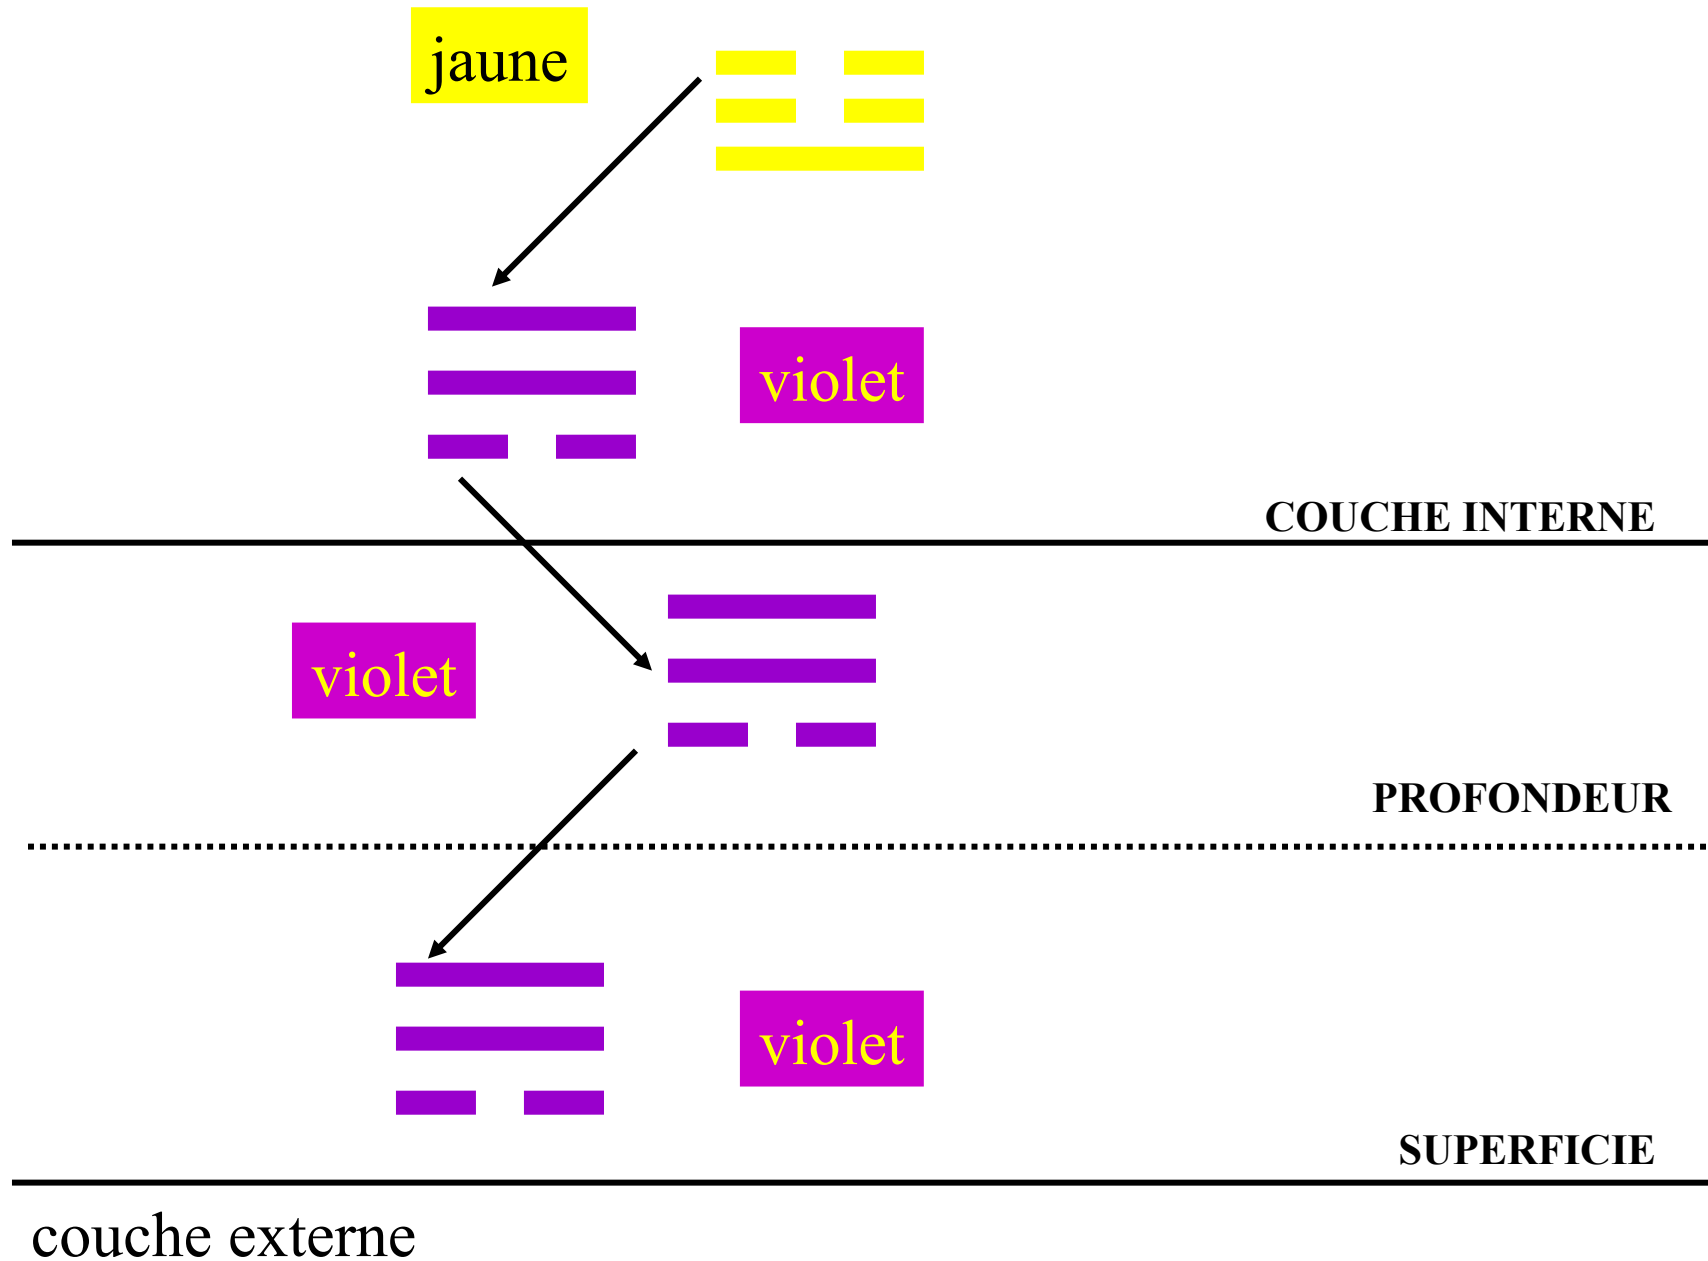 jaune
violet
COUCHE INTERNE
violet
PROFONDEUR
violet
SUPERFICIE
couche externe